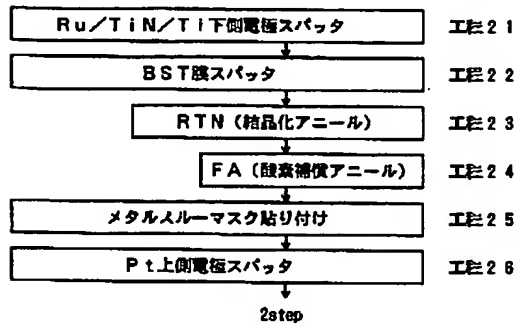 Ru/TiN/Ti下側電極スパッタ 工程21
BST膜スパッタ 工程22
RTN(結晶化アニール) 工程23
FA(酸素補償アニール) 工程24
メタルスルーマスク貼り付け 工程25
Pt上側電極スパッタ 工程26
2step